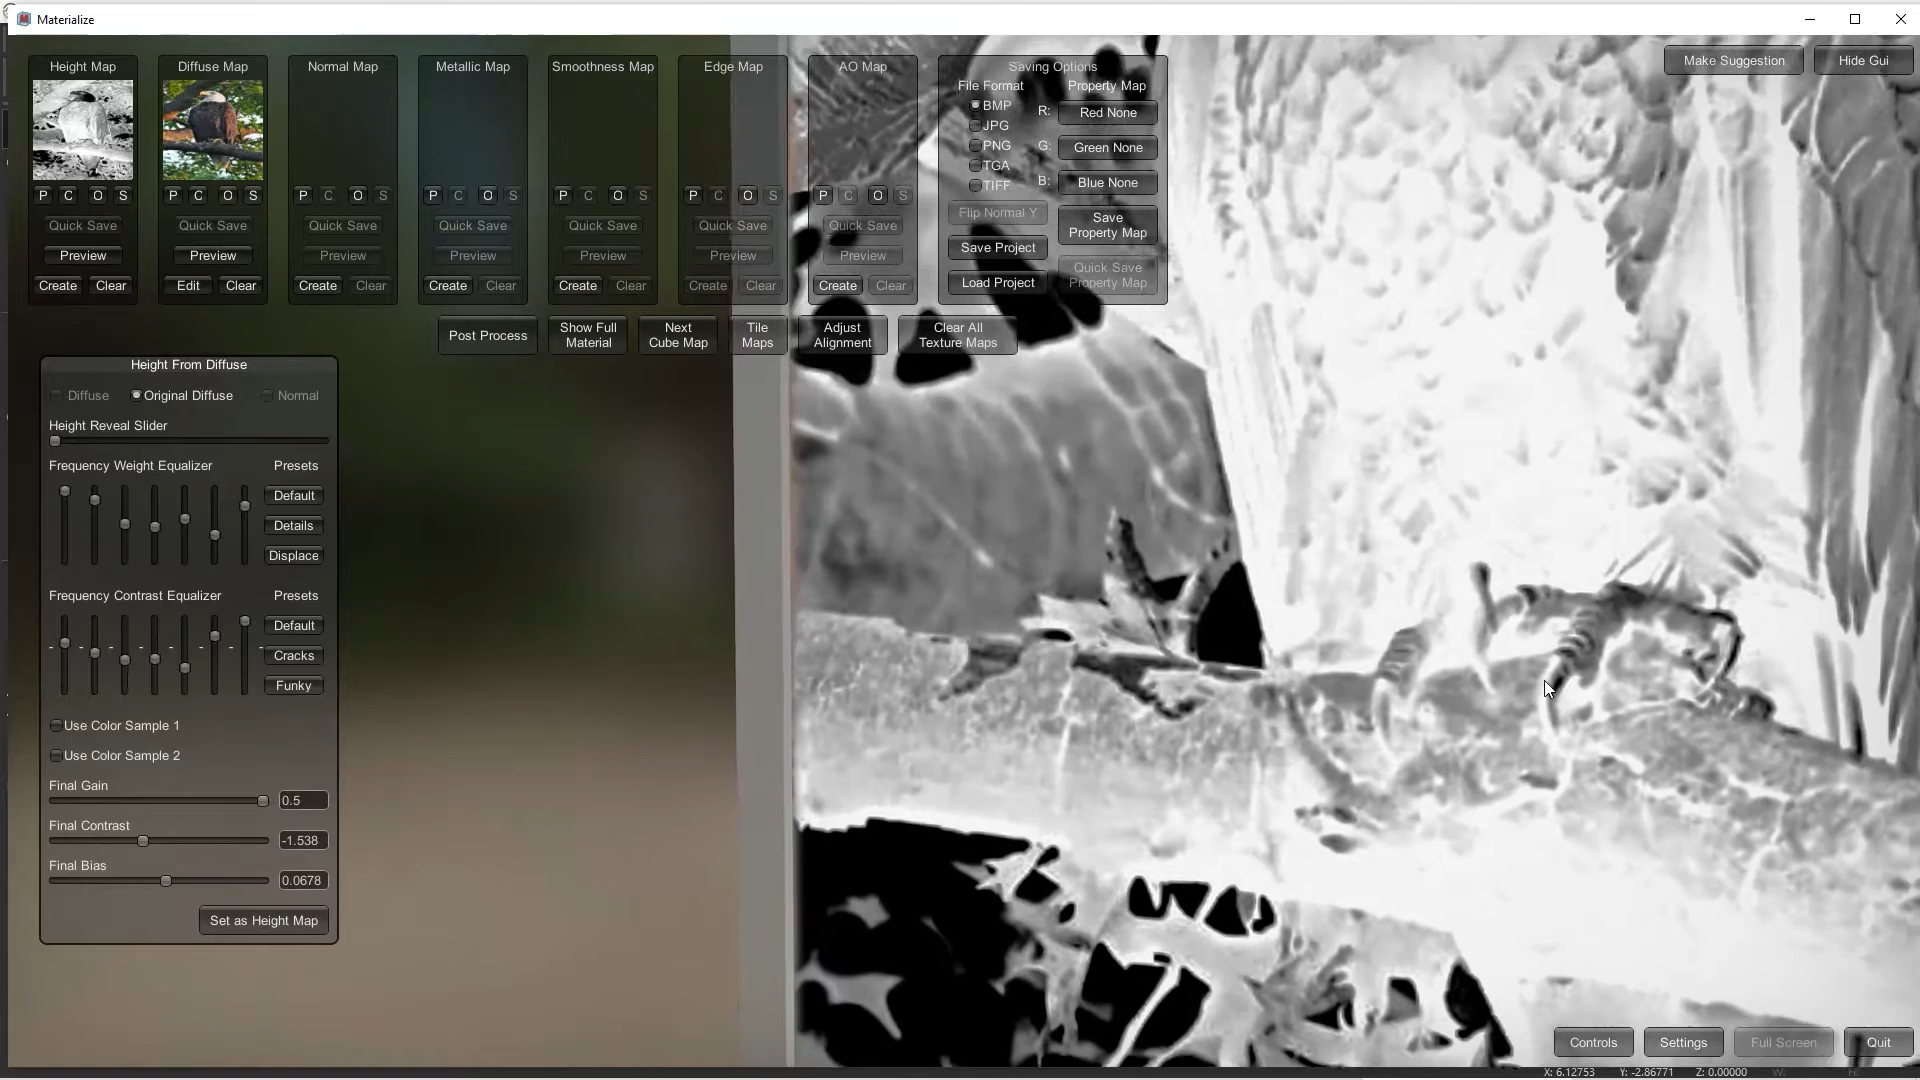 Materialize
Make Suggestion
Hide Gui
Height Map
Diffuse Map
Normal Map
Metallic Map
Smoothness Map
Edge Map
AO Map
P C O S
P C O S
P C O S
P C O S
P C O S
P C O S
P C O S
Quick Save
Quick Save
Quick Save
Quick Save
Quick Save
Quick Save
Quick Save
Preview
Preview
Preview
Preview
Preview
Preview
Preview
Create Clear
Edit Clear
Create Clear
Create Clear
Create Clear
Create Clear
Create Clear
Saving Options
File Format
Property Map
BMP
JPG
PNG
TGA
TIFF
R: Red None
G: Green None
B: Blue None
Flip Normal Y
Save
Property Map
Save Project
Quick Save
Property Map
Load Project
Post Process
Show Full
Material
Next
Cube Map
Tile
Maps
Adjust
Alignment
Clear All
Texture Maps
Height From Diffuse
Diffuse Original Diffuse Normal
Height Reveal Slider
Frequency Weight Equalizer Presets
Default
Details
Displace
Frequency Contrast Equalizer Presets
Default
Cracks
Funky
Use Color Sample 1
Use Color Sample 2
Final Gain
0.5
Final Contrast
-1.538
Final Bias
0.0678
Set as Height Map
Controls
Settings
Full Screen
Quit
X: 6.12753 Y: -2.86771 Z: 0.00000 W: H: